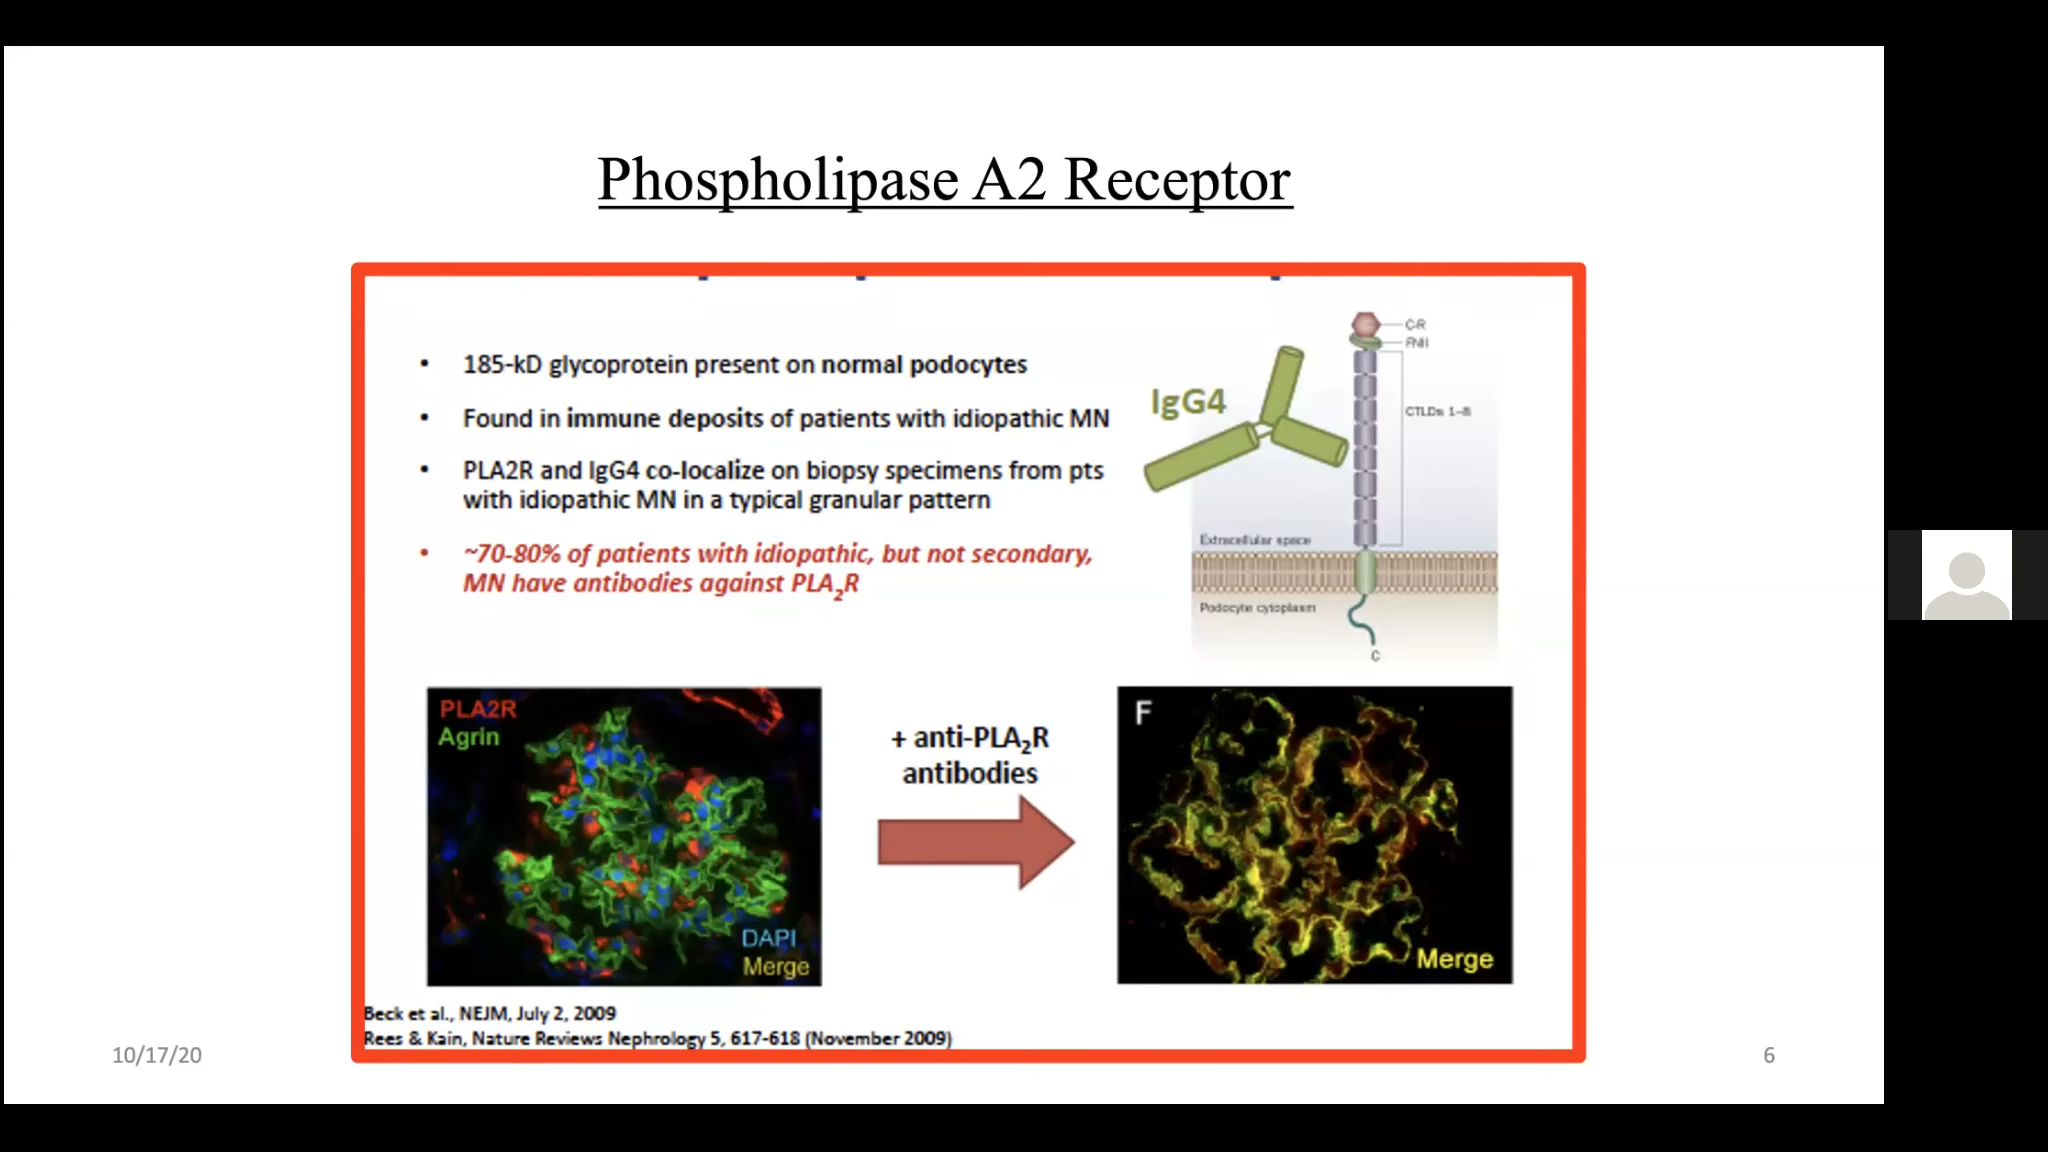 Phospholipase A2 Receptor
• 185-kD glycoprotein present on normal podocytes
• Found in immune deposits of patients with idiopathic MN
• PLA2R and IgG4 co-localize on biopsy specimens from pts
with idiopathic MN in a typical granular pattern
• ~70-80% of patients with idiopathic, but not secondary,
MN have antibodies against PLA₂R
IgG4
C-R
FNII
CTLDs 1–8
Extracellular space
Podocyte cytoplasm
C
PLA2R
Agrin
DAPI
Merge
+ anti-PLA₂R
antibodies
F
Merge
Beck et al., NEJM, July 2, 2009
Rees & Kain, Nature Reviews Nephrology 5, 617-618 (November 2009)
10/17/20
6